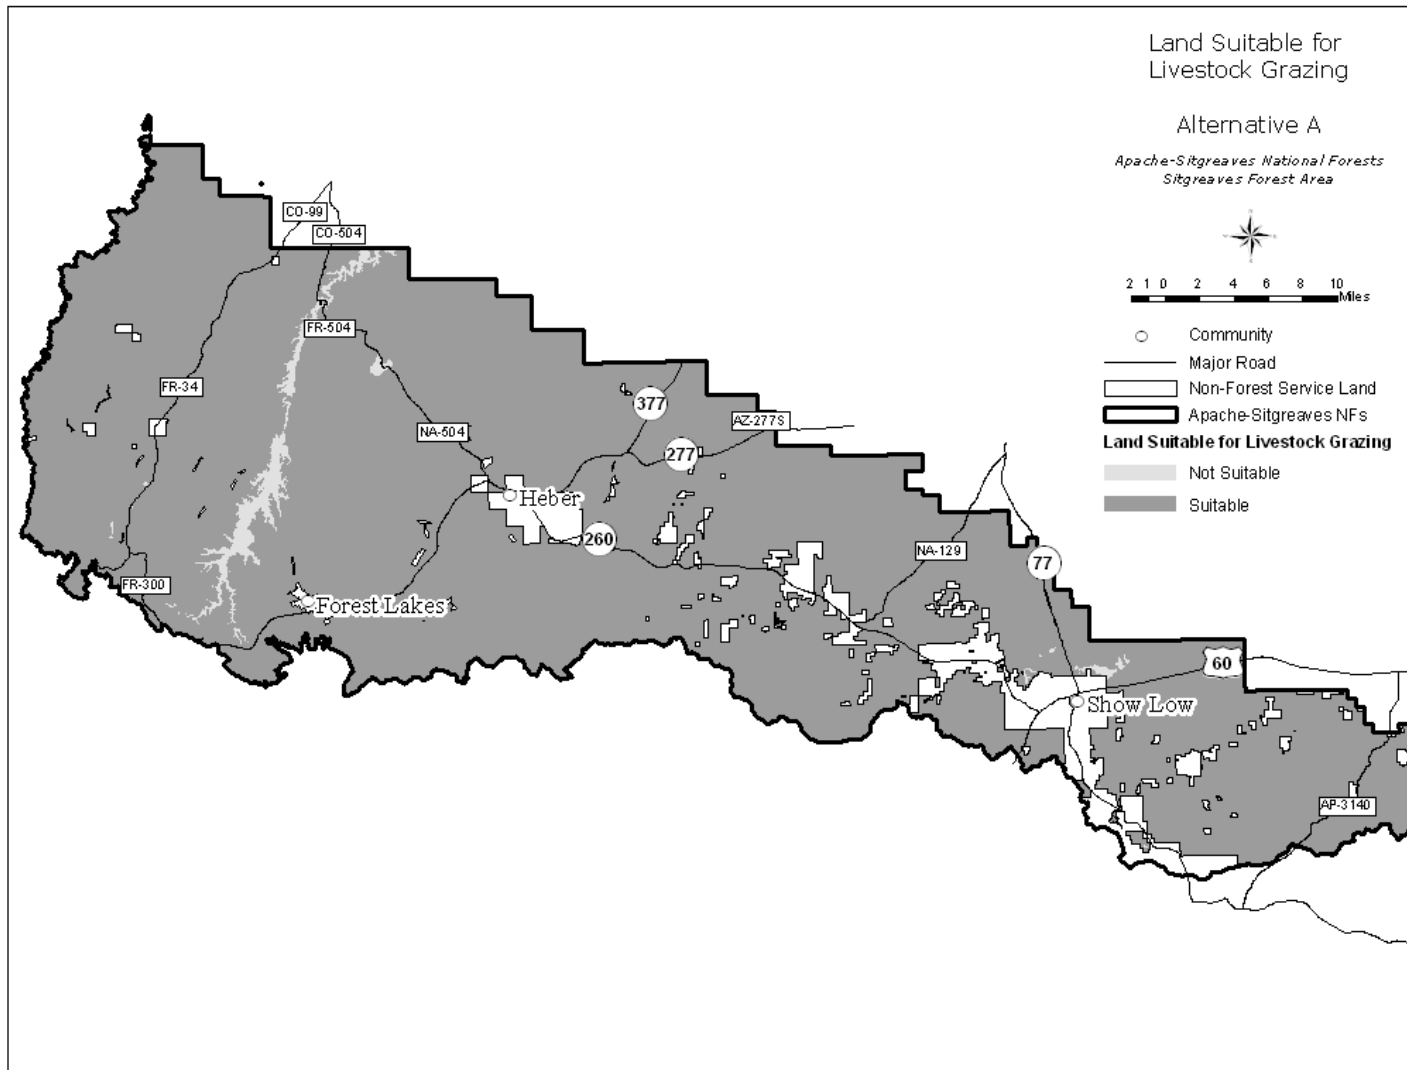 Land Suitable for
Livestock Grazing
Alternative A
Apache-Sitgreaves National Forests
Sitgreaves Forest Area
2 1 0 2 4 6 8 10
Miles
Community
Major Road
Non-Forest Service Land
Apache-Sitgreaves NFs
Land Suitable for Livestock Grazing
Not Suitable
Suitable
CO-99
CO-504
FR-504
FR-34
377
AZ-277S
NA-504
277
Heber
260
NA-129
77
FR-300
Forest Lakes
60
Show Low
AP-3140